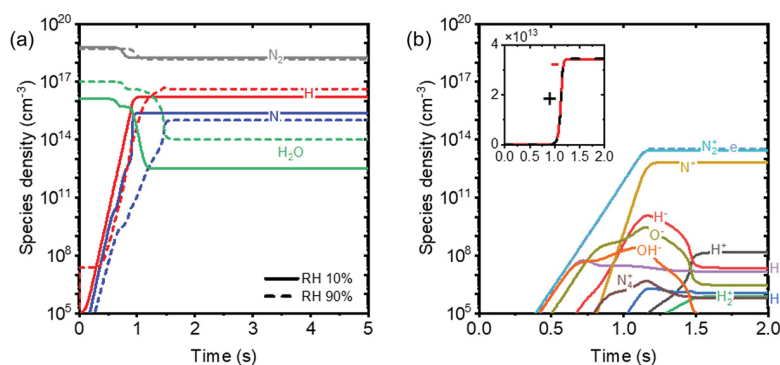 (a)
Species density (cm-3)
10^20
10^17
10^14
10^11
10^8
10^5
N2
H
N
H2O
RH 10%
RH 90%
0 1 2 3 4 5
Time (s)
(b)
Species density (cm-3)
10^20
10^17
10^14
10^11
10^8
10^5
4 ×10^13
2
0
-
+
0.0 0.5 1.0 1.5 2.0
N2+ e
N+
H-
O-
OH-
H+
H
N4+
H
H2+
0.0 0.5 1.0 1.5 2.0
Time (s)